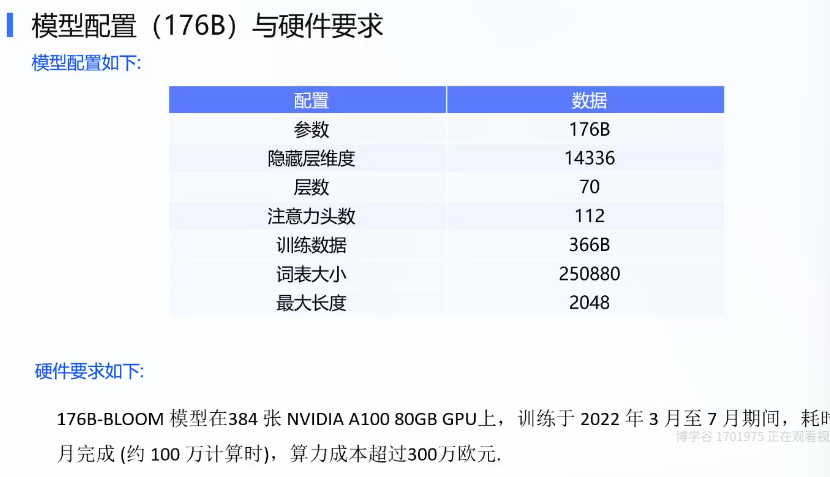 模型配置（176B）与硬件要求
模型配置如下:
配置 数据
参数 176B
隐藏层维度 14336
层数 70
注意力头数 112
训练数据 366B
词表大小 250880
最大长度 2048
硬件要求如下:
176B-BLOOM 模型在384 张 NVIDIA A100 80GB GPU上，训练于 2022 年 3 月至 7 月期间，耗时
博学谷 1701975 正在观看视
月完成 (约 100 万计算时)，算力成本超过300万欧元.